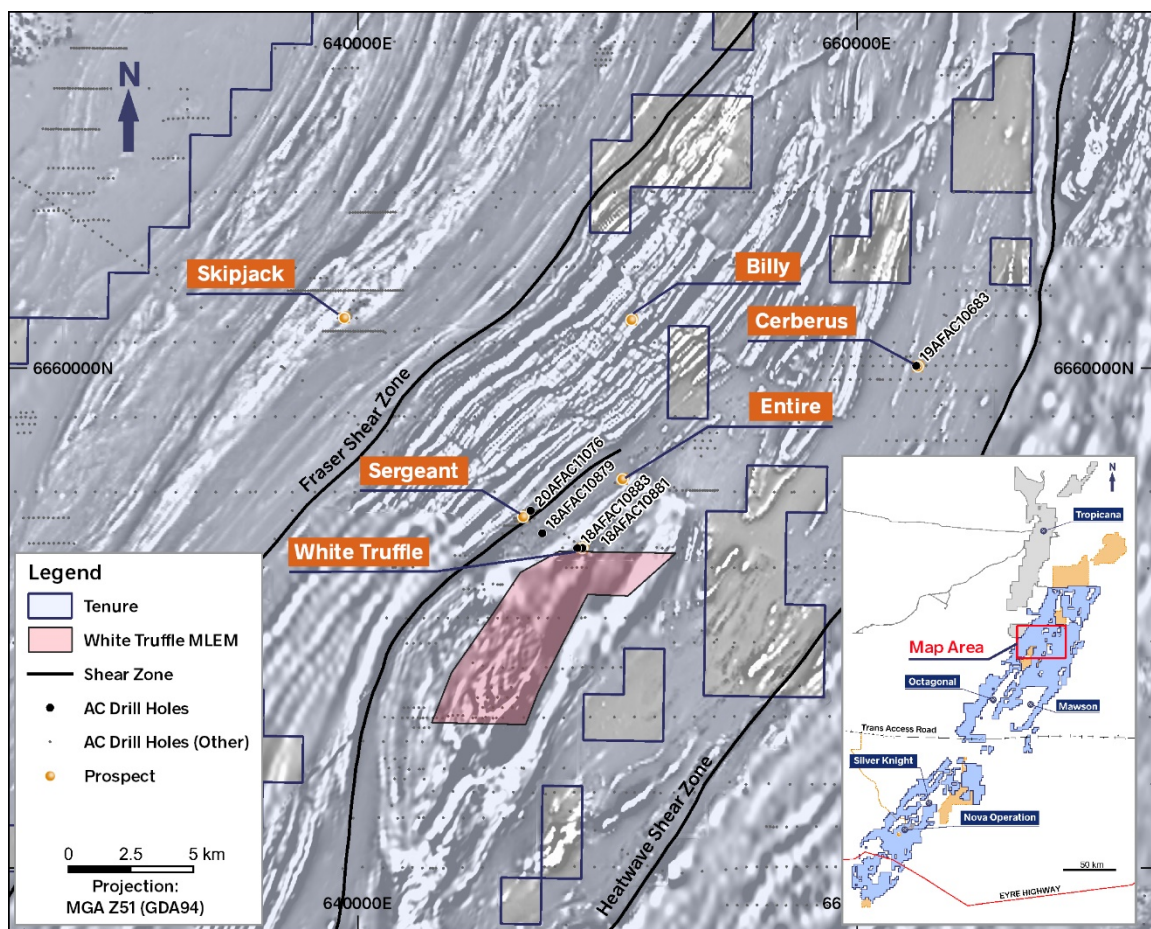 640000E
660000E
N
Skipjack
Billy
Cerberus
19AFAC10683
6660000N
6660000N
Fraser Shear Zone
Entire
Sergeant
20AFAC11076
18AFAC10879
18AFAC10883
18AFAC10881
White Truffle
Heatwave Shear Zone
640000E
66
Legend
Tenure
White Truffle MLEM
Shear Zone
AC Drill Holes
AC Drill Holes (Other)
Prospect
0 2.5 5 km
Projection:
MGA Z51 (GDA94)
N
Tropicana
Map Area
Octagonal
Mawson
Trans Access Road
Silver Knight
Nova Operation
50 km
EYRE HIGHWAY